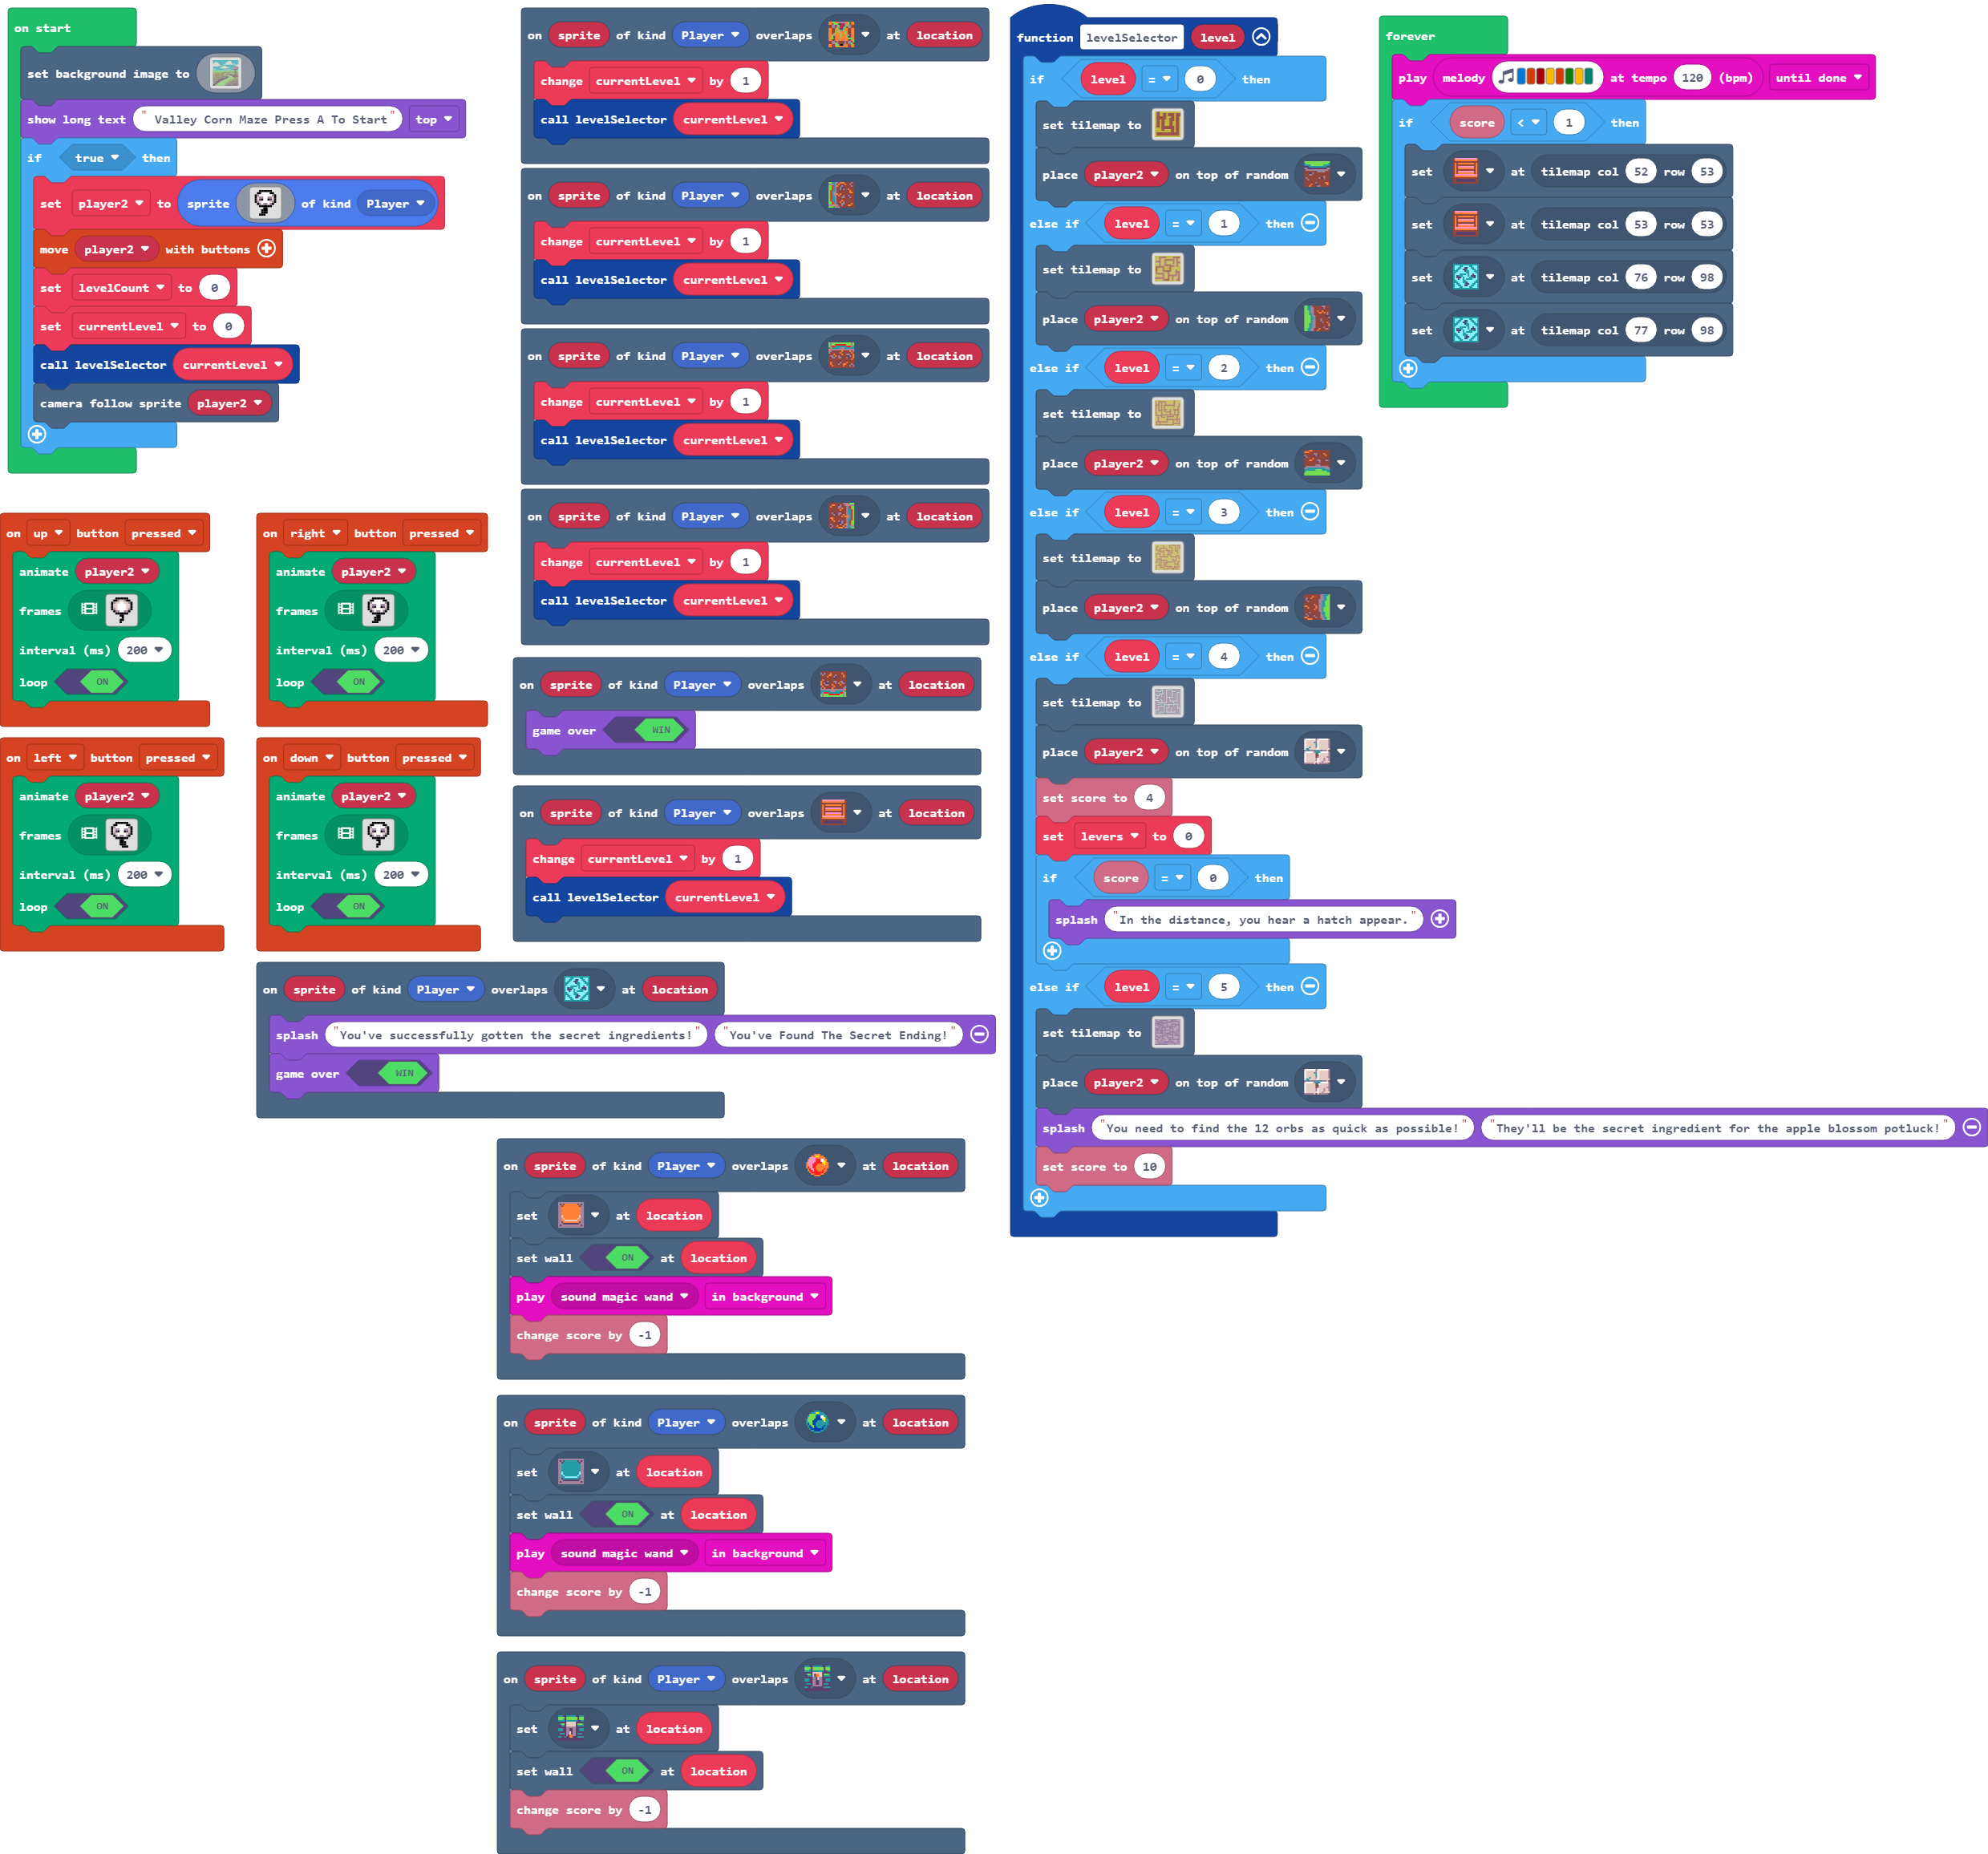 on start
set background image to
show long text " Valley Corn Maze Press A To Start" top
if true then
set player2 to sprite of kind Player
move player2 with buttons
set levelCount to 0
set currentLevel to 0
call levelSelector currentLevel
camera follow sprite player2
on up button pressed
animate player2
frames
interval (ms) 200
loop ON
on right button pressed
animate player2
frames
interval (ms) 200
loop ON
on left button pressed
animate player2
frames
interval (ms) 200
loop ON
on down button pressed
animate player2
frames
interval (ms) 200
loop ON
on sprite of kind Player overlaps at location
change currentLevel by 1
call levelSelector currentLevel
on sprite of kind Player overlaps at location
change currentLevel by 1
call levelSelector currentLevel
on sprite of kind Player overlaps at location
change currentLevel by 1
call levelSelector currentLevel
on sprite of kind Player overlaps at location
change currentLevel by 1
call levelSelector currentLevel
on sprite of kind Player overlaps at location
game over WIN
on sprite of kind Player overlaps at location
change currentLevel by 1
call levelSelector currentLevel
on sprite of kind Player overlaps at location
splash "You've successfully gotten the secret ingredients!" "You've Found The Secret Ending!"
game over WIN
on sprite of kind Player overlaps at location
set at location
set wall ON at location
play sound magic wand in background
change score by -1
on sprite of kind Player overlaps at location
set at location
set wall ON at location
play sound magic wand in background
change score by -1
on sprite of kind Player overlaps at location
set at location
set wall ON at location
change score by -1
function levelSelector level
if level = 0 then
set tilemap to
place player2 on top of random
else if level = 1 then
set tilemap to
place player2 on top of random
else if level = 2 then
set tilemap to
place player2 on top of random
else if level = 3 then
set tilemap to
place player2 on top of random
else if level = 4 then
set tilemap to
place player2 on top of random
set score to 4
set levers to 0
if score = 0 then
splash "In the distance, you hear a hatch appear."
else if level = 5 then
set tilemap to
place player2 on top of random
splash "You need to find the 12 orbs as quick as possible!" "They'll be the secret ingredient for the apple blossom potluck!"
set score to 10
forever
play melody at tempo 120 (bpm) until done
if score < 1 then
set at tilemap col 52 row 53
set at tilemap col 53 row 53
set at tilemap col 76 row 98
set at tilemap col 77 row 98